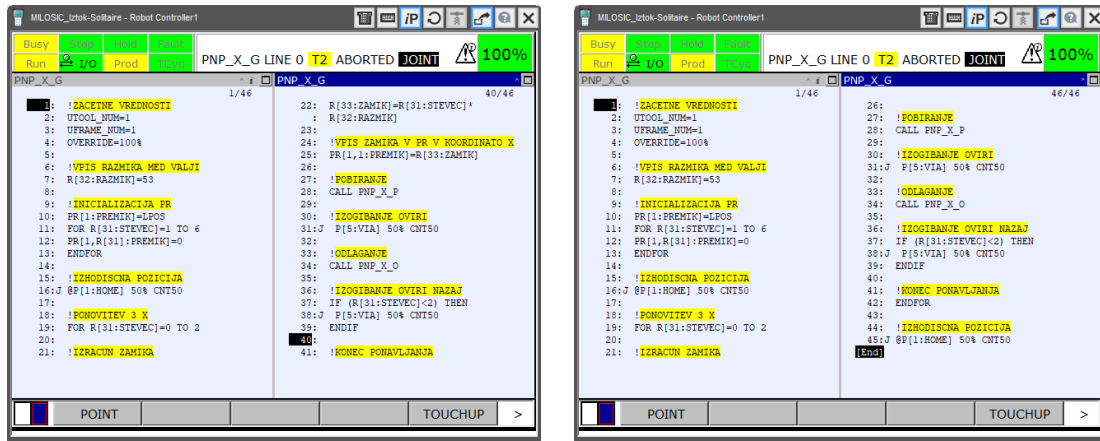 MILOSIC_Iztok-Solitaire - Robot Controller1
iP
Busy Stop Hold Fault
Run I/O Prod TCyc
PNP_X_G LINE 0 T2 ABORTED JOINT
100%
PNP_X_G
1/46
1: !ZACETNE VREDNOSTI
2: UTOOL_NUM=1
3: UFRAME_NUM=1
4: OVERRIDE=100%
5:
6: !VPIS RAZMIKA MED VALJI
7: R[32:RAZMIK]=53
8:
9: !INICIALIZACIJA PR
10: PR[1:PREMIK]=LPOS
11: FOR R[31:STEVEC]=1 TO 6
12: PR[1,R[31]:PREMIK]=0
13: ENDFOR
14:
15: !IZHODISCNA POZICIJA
16:J @P[1:HOME] 50% CNT50
17:
18: !PONOVITEV 3 X
19: FOR R[31:STEVEC]=0 TO 2
20:
21: !IZRACUN ZAMIKA
PNP_X_G
40/46
22: R[33:ZAMIK]=R[31:STEVEC]*
: R[32:RAZMIK]
23:
24: !VPIS ZAMIKA V PR V KOORDINATO X
25: PR[1,1:PREMIK]=R[33:ZAMIK]
26:
27: !POBIRANJE
28: CALL PNP_X_P
29:
30: !IZOGIBANJE OVIRI
31:J P[5:VIA] 50% CNT50
32:
33: !ODLAGANJE
34: CALL PNP_X_O
35:
36: !IZOGIBANJE OVIRI NAZAJ
37: IF (R[31:STEVEC]<2) THEN
38:J P[5:VIA] 50% CNT50
39: ENDIF
40:
41: !KONEC PONAVLJANJA
POINT TOUCHUP >
MILOSIC_Iztok-Solitaire - Robot Controller1
iP
Busy Stop Hold Fault
Run I/O Prod TCyc
PNP_X_G LINE 0 T2 ABORTED JOINT
100%
PNP_X_G
1/46
1: !ZACETNE VREDNOSTI
2: UTOOL_NUM=1
3: UFRAME_NUM=1
4: OVERRIDE=100%
5:
6: !VPIS RAZMIKA MED VALJI
7: R[32:RAZMIK]=53
8:
9: !INICIALIZACIJA PR
10: PR[1:PREMIK]=LPOS
11: FOR R[31:STEVEC]=1 TO 6
12: PR[1,R[31]:PREMIK]=0
13: ENDFOR
14:
15: !IZHODISCNA POZICIJA
16:J @P[1:HOME] 50% CNT50
17:
18: !PONOVITEV 3 X
19: FOR R[31:STEVEC]=0 TO 2
20:
21: !IZRACUN ZAMIKA
PNP_X_G
46/46
26:
27: !POBIRANJE
28: CALL PNP_X_P
29:
30: !IZOGIBANJE OVIRI
31:J P[5:VIA] 50% CNT50
32:
33: !ODLAGANJE
34: CALL PNP_X_O
35:
36: !IZOGIBANJE OVIRI NAZAJ
37: IF (R[31:STEVEC]<2) THEN
38:J P[5:VIA] 50% CNT50
39: ENDIF
40:
41: !KONEC PONAVLJANJA
42: ENDFOR
43:
44: !IZHODISCNA POZICIJA
45:J @P[1:HOME] 50% CNT50
[End]
POINT TOUCHUP >